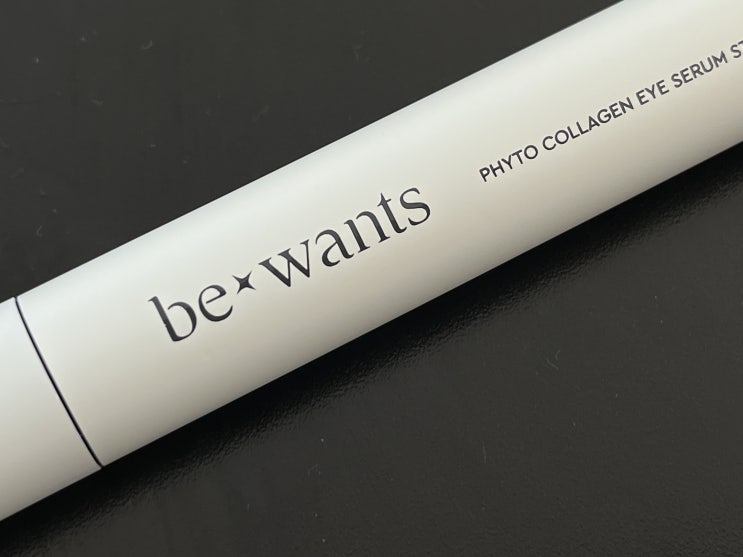 be✦wants
PHYTO COLLAGEN EYE SERUM